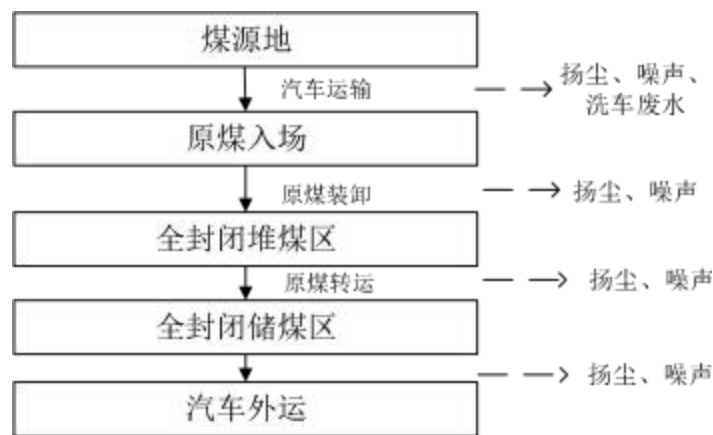 煤源地
汽车运输
扬尘、噪声、
洗车废水
原煤入场
原煤装卸
扬尘、噪声
全封闭堆煤区
原煤转运
扬尘、噪声
全封闭储煤区
扬尘、噪声
汽车外运